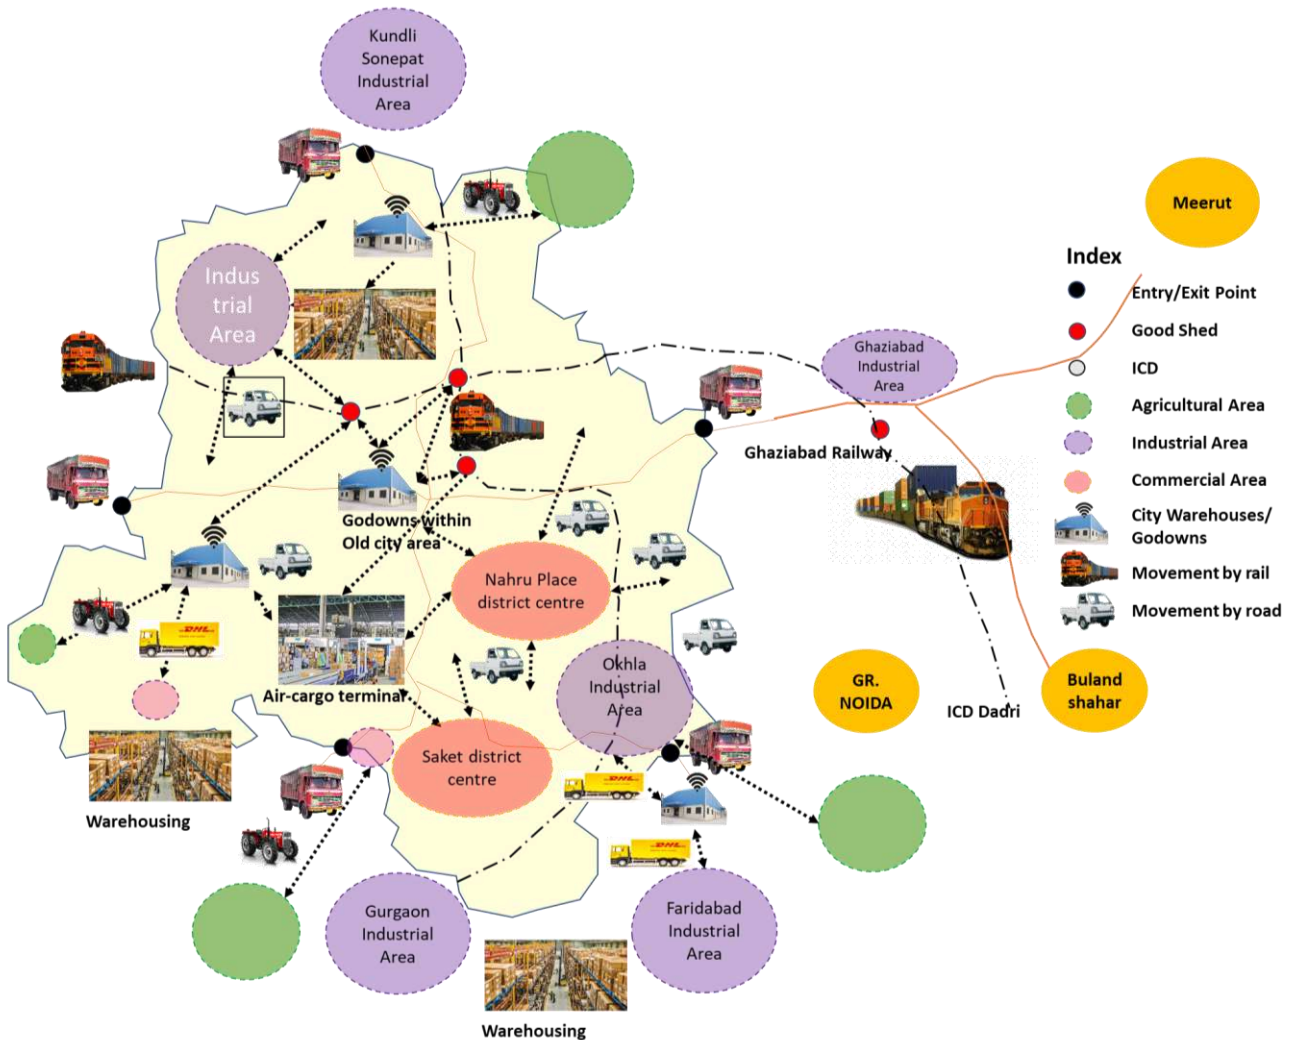 Kundli
Sonepat
Industrial
Area
Meerut
Index
Entry/Exit Point
Good Shed
ICD
Agricultural Area
Industrial Area
Commercial Area
City Warehouses/
Godowns
Movement by rail
Movement by road
Indus
trial
Area
Ghaziabad
Industrial
Area
Ghaziabad Railway
Godowns within
Old city area
Nahru Place
district centre
DHL
Air-cargo terminal
Okhla
Industrial
Area
GR.
NOIDA
ICD Dadri
Buland
shahar
Saket district
centre
DHL
Warehousing
DHL
Gurgaon
Industrial
Area
Faridabad
Industrial
Area
Warehousing